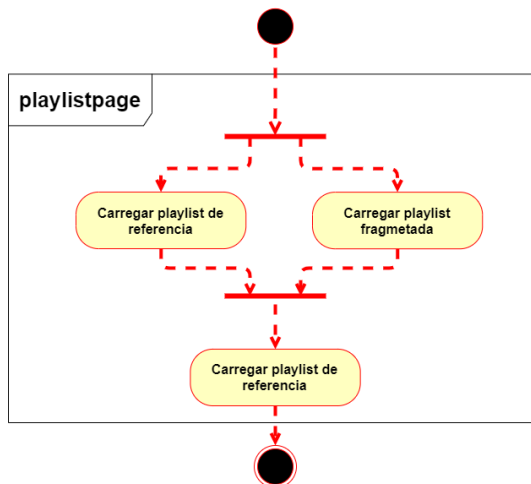 playlistpage
Carregar playlist de
referencia
Carregar playlist
fragmetada
Carregar playlist de
referencia